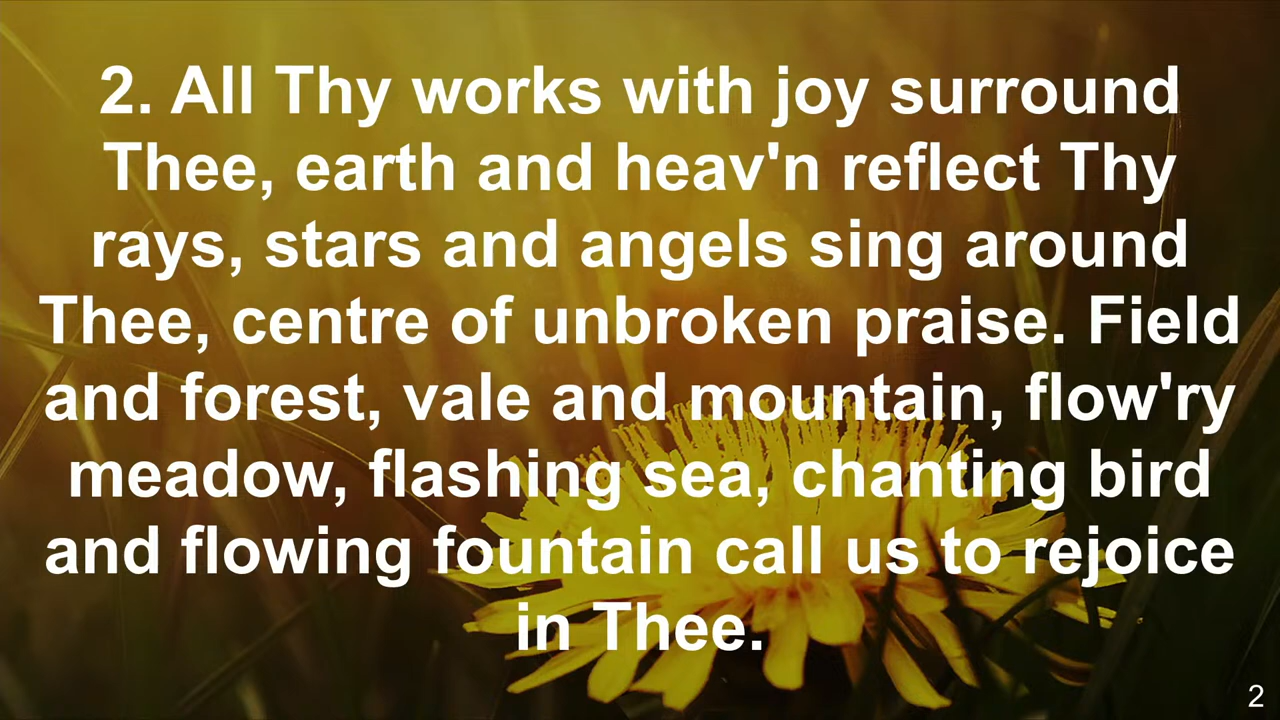 2. All Thy works with joy surround
Thee, earth and heav'n reflect Thy
rays, stars and angels sing around
Thee, centre of unbroken praise. Field
and forest, vale and mountain, flow'ry
meadow, flashing sea, chanting bird
and flowing fountain call us to rejoice
in Thee.
2